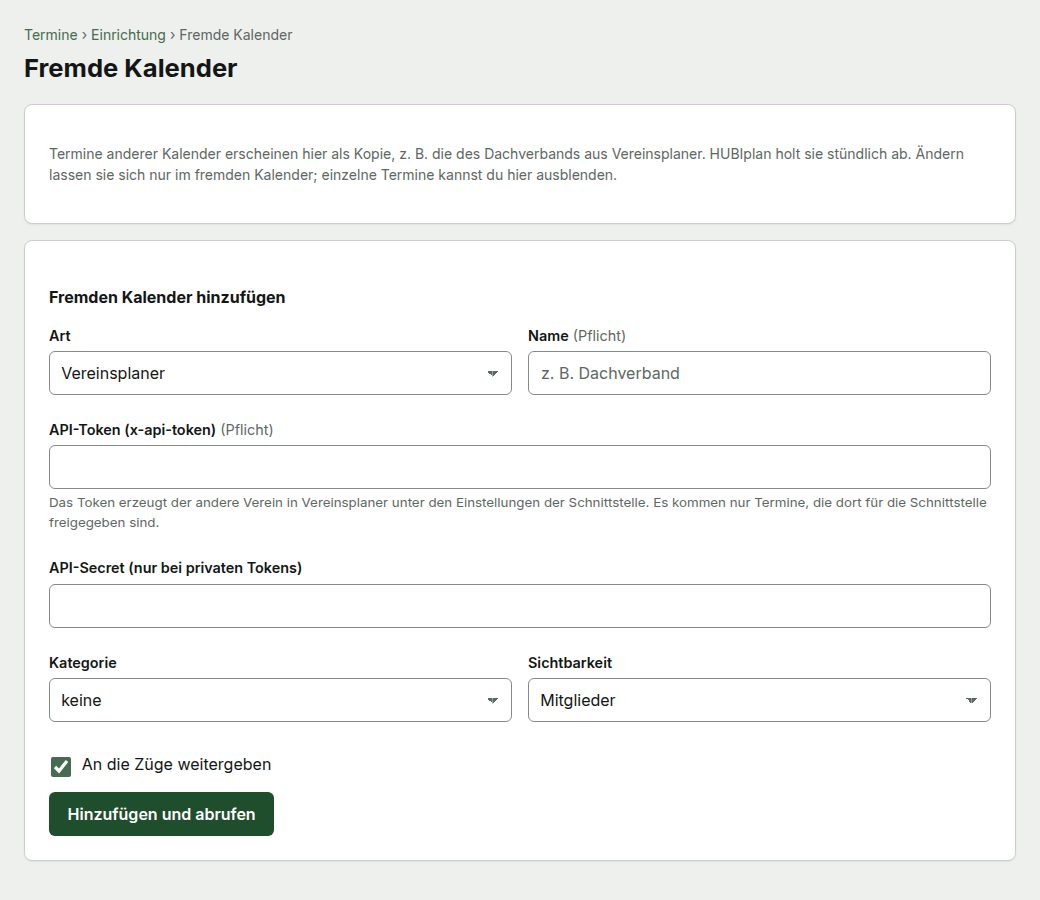 Termine › Einrichtung › Fremde Kalender
Fremde Kalender
Termine anderer Kalender erscheinen hier als Kopie, z. B. die des Dachverbands aus Vereinsplaner. HUBIplan holt sie stündlich ab. Ändern
lassen sie sich nur im fremden Kalender; einzelne Termine kannst du hier ausblenden.
Fremden Kalender hinzufügen
Art
Name (Pflicht)
Vereinsplaner
z. B. Dachverband
API-Token (x-api-token) (Pflicht)
Das Token erzeugt der andere Verein in Vereinsplaner unter den Einstellungen der Schnittstelle. Es kommen nur Termine, die dort für die Schnittstelle
freigegeben sind.
API-Secret (nur bei privaten Tokens)
Kategorie
Sichtbarkeit
keine
Mitglieder
An die Züge weitergeben
Hinzufügen und abrufen